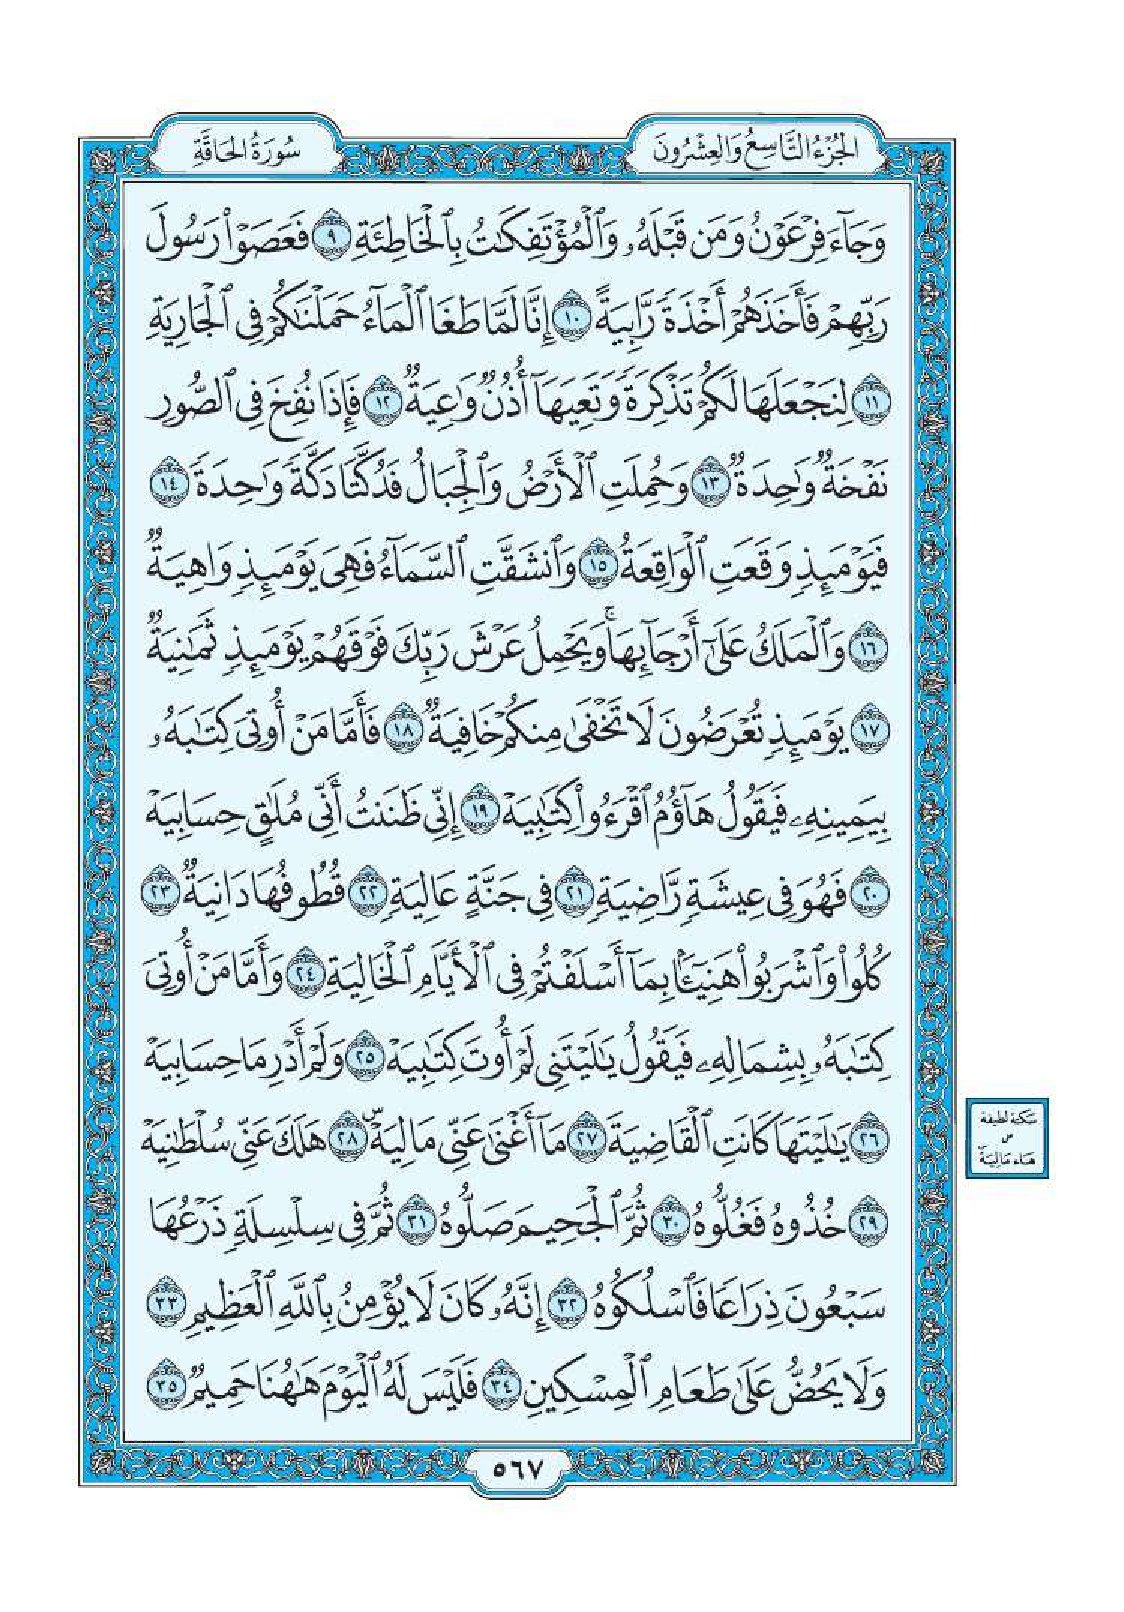 الجُزْءُ التَّاسِعُ وَالعِشْرُونَ
سُورَةُ الحَاقَّةِ
وَجَآءَ فِرْعَوْنُ وَمَن قَبْلَهُۥ وَٱلْمُؤْتَفِكَٰتُ بِٱلْخَاطِئَةِ ٩ فَعَصَوْا۟ رَسُولَ
رَبِّهِمْ فَأَخَذَهُمْ أَخْذَةً رَّابِيَةً ١٠ إِنَّا لَمَّا طَغَا ٱلْمَآءُ حَمَلْنَٰكُمْ فِى ٱلْجَارِيَةِ
١١ لِنَجْعَلَهَا لَكُمْ تَذْكِرَةً وَتَعِيَهَآ أُذُنٌ وَٰعِيَةٌ ١٢ فَإِذَا نُفِخَ فِى ٱلصُّورِ
نَفْخَةٌ وَٰحِدَةٌ ١٣ وَحُمِلَتِ ٱلْأَرْضُ وَٱلْجِبَالُ فَدُكَّتَا دَكَّةً وَٰحِدَةً ١٤
فَيَوْمَئِذٍ وَقَعَتِ ٱلْوَاقِعَةُ ١٥ وَٱنشَقَّتِ ٱلسَّمَآءُ فَهِىَ يَوْمَئِذٍ وَاهِيَةٌ
١٦ وَٱلْمَلَكُ عَلَىٰٓ أَرْجَآئِهَا ۚ وَيَحْمِلُ عَرْشَ رَبِّكَ فَوْقَهُمْ يَوْمَئِذٍ ثَمَٰنِيَةٌ
١٧ يَوْمَئِذٍ تُعْرَضُونَ لَا تَخْفَىٰ مِنكُمْ خَافِيَةٌ ١٨ فَأَمَّا مَنْ أُوتِىَ كِتَٰبَهُۥ
بِيَمِينِهِۦ فَيَقُولُ هَآؤُمُ ٱقْرَءُوا۟ كِتَٰبِيَهْ ١٩ إِنِّى ظَنَنتُ أَنِّى مُلَٰقٍ حِسَابِيَهْ
٢٠ فَهُوَ فِى عِيشَةٍ رَّاضِيَةٍ ٢١ فِى جَنَّةٍ عَالِيَةٍ ٢٢ قُطُوفُهَا دَانِيَةٌ ٢٣
كُلُوا۟ وَٱشْرَبُوا۟ هَنِيٓـًٔۢا بِمَآ أَسْلَفْتُمْ فِى ٱلْأَيَّامِ ٱلْخَالِيَةِ ٢٤ وَأَمَّا مَنْ أُوتِىَ
كِتَٰبَهُۥ بِشِمَالِهِۦ فَيَقُولُ يَٰلَيْتَنِى لَمْ أُوتَ كِتَٰبِيَهْ ٢٥ وَلَمْ أَدْرِ مَا حِسَابِيَهْ
٢٦ يَٰلَيْتَهَا كَانَتِ ٱلْقَاضِيَةَ ٢٧ مَآ أَغْنَىٰ عَنِّى مَالِيَهْ ۜ ٢٨ هَلَكَ عَنِّى سُلْطَٰنِيَهْ
٢٩ خُذُوهُ فَغُلُّوهُ ٣٠ ثُمَّ ٱلْجَحِيمَ صَلُّوهُ ٣١ ثُمَّ فِى سِلْسِلَةٍ ذَرْعُهَا
سَبْعُونَ ذِرَاعًا فَٱسْلُكُوهُ ٣٢ إِنَّهُۥ كَانَ لَا يُؤْمِنُ بِٱللَّهِ ٱلْعَظِيمِ ٣٣
وَلَا يَحُضُّ عَلَىٰ طَعَامِ ٱلْمِسْكِينِ ٣٤ فَلَيْسَ لَهُ ٱلْيَوْمَ هَٰهُنَا حَمِيمٌ ٣٥
سكتة لطيفة
س
هاء مَالِيَهْ
٥٦٧